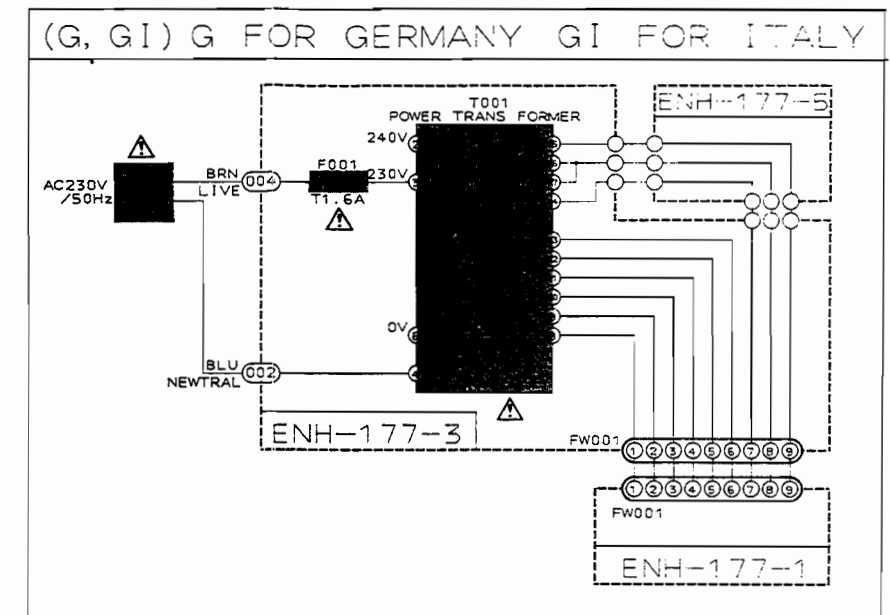 (G, GI) G FOR GERMANY GI FOR ITALY
T001
POWER TRANS FORMER
ENH-177-5
240V
AC230V
/50Hz
BRN
LIVE
004
F001
230V
T1.6A
0V
BLU
NEWTRAL
002
ENH-177-3
FW001
1 2 3 4 5 6 7 8 9
1 2 3 4 5 6 7 8 9
FW001
ENH-177-1